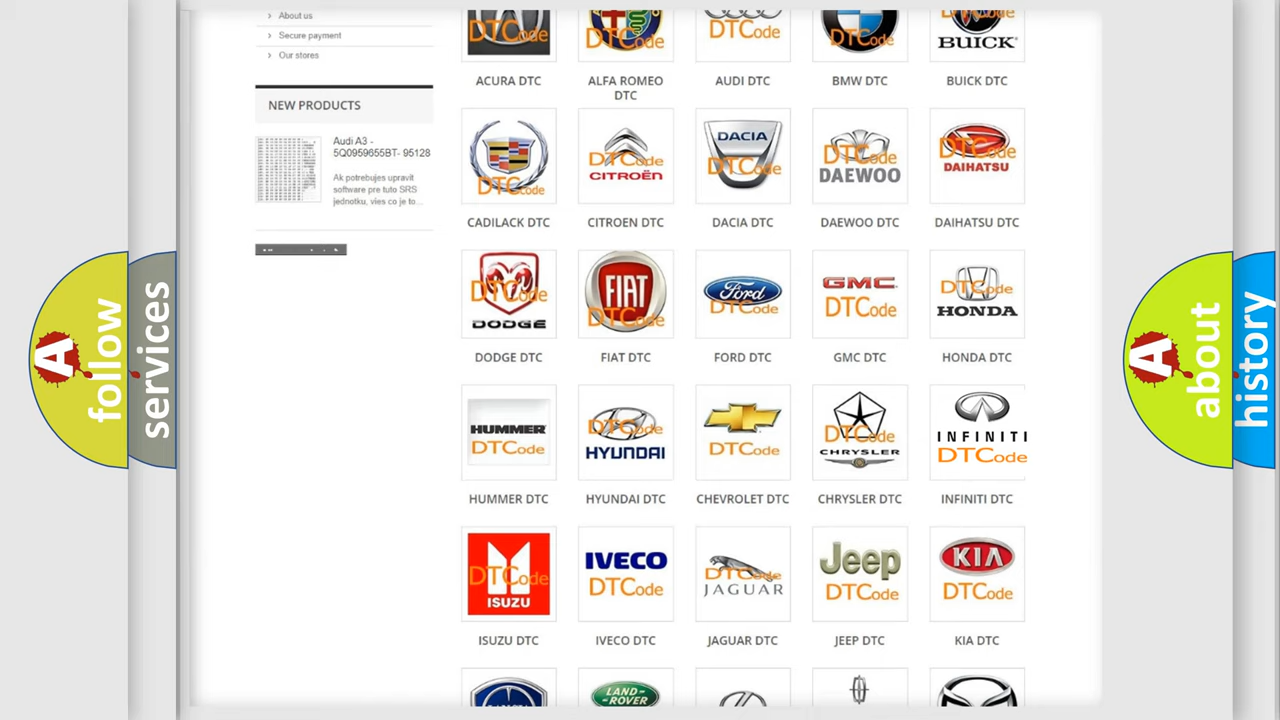 About us
Secure payment
Our stores
NEW PRODUCTS
Audi A3 -
5Q0959655BT- 95128
Ak potrebujes upravit
software pre tuto SRS
jednotku, vies co je to...
DTCode
DTCode
DTCode
DTCode
BUICK
ACURA DTC
ALFA ROMEO
DTC
AUDI DTC
BMW DTC
BUICK DTC
DTCode
DTCode
CITROËN
DACIA
DTCode
DTCode
DAEWOO
DTCode
DAIHATSU
CADILACK DTC
CITROEN DTC
DACIA DTC
DAEWOO DTC
DAIHATSU DTC
DTCode
DODGE
FIAT
DTCode
Ford
DTCode
GMC
DTCode
DTCode
HONDA
DODGE DTC
FIAT DTC
FORD DTC
GMC DTC
HONDA DTC
HUMMER
DTCode
DTCode
HYUNDAI
DTCode
DTCode
CHRYSLER
INFINITI
DTCode
HUMMER DTC
HYUNDAI DTC
CHEVROLET DTC
CHRYSLER DTC
INFINITI DTC
DTCode
ISUZU
IVECO
DTCode
DTCode
JAGUAR
Jeep
DTCode
KIA
DTCode
ISUZU DTC
IVECO DTC
JAGUAR DTC
JEEP DTC
KIA DTC
LAND-
ROVER
A follow
services
A about
history